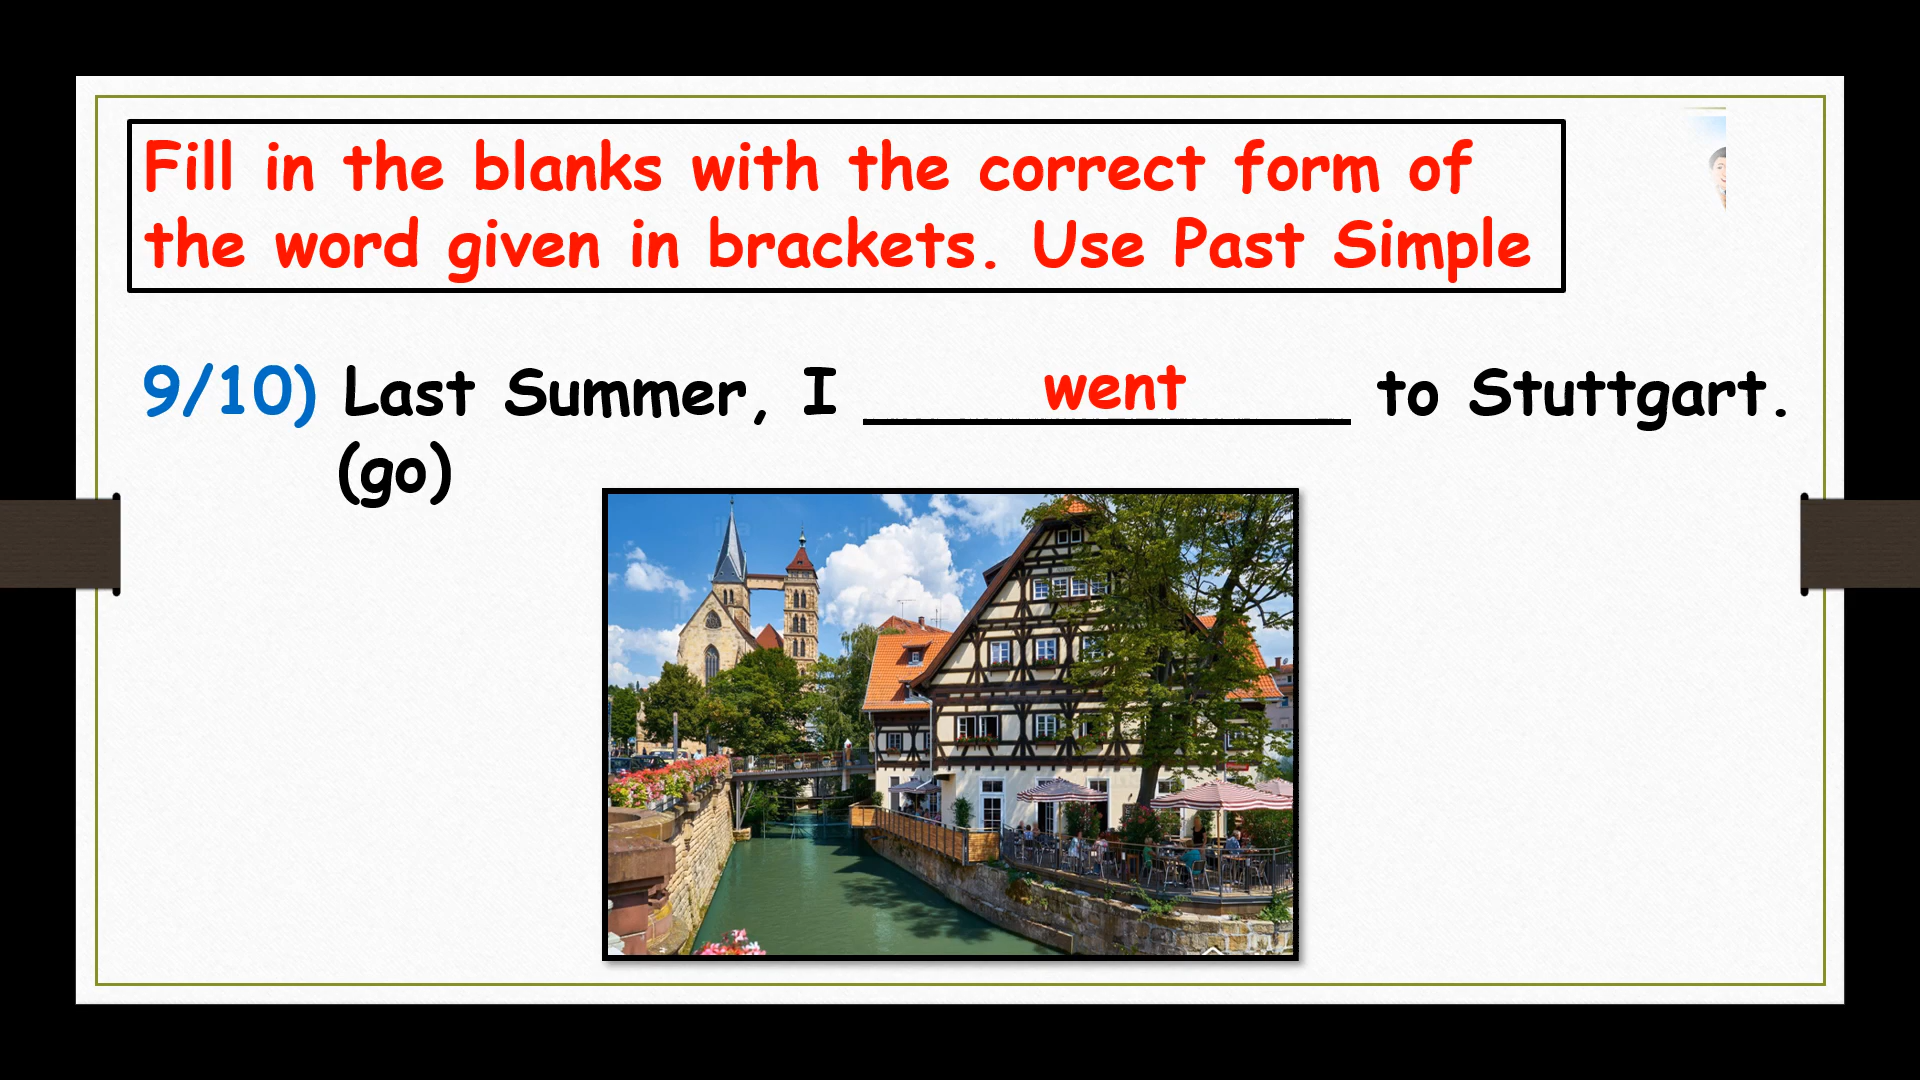 Fill in the blanks with the correct form of
the word given in brackets. Use Past Simple
9/10) Last Summer, I ______________ went to Stuttgart.
(go)